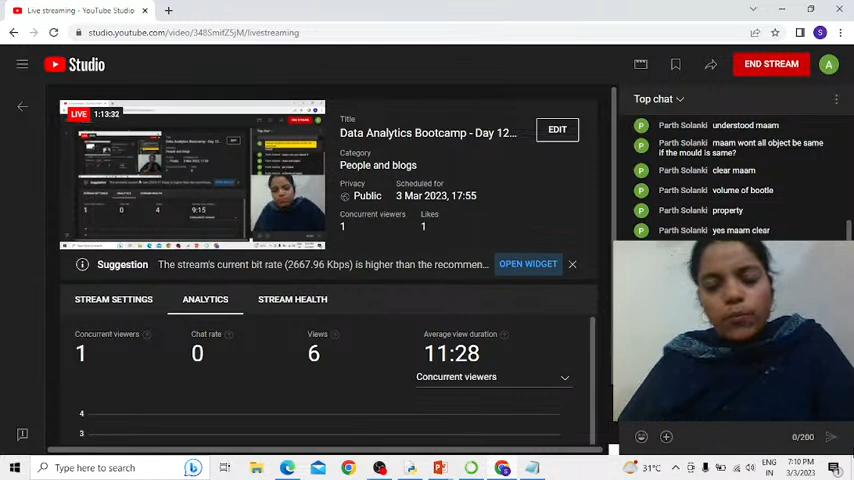 Live streaming - YouTube Studio
studio.youtube.com/video/348SmifZ5jM/livestreaming
S
Studio
END STREAM
A
LIVE 1:13:32
Title
Data Analytics Bootcamp - Day 12...
EDIT
Category
People and blogs
Privacy
Scheduled for
Public
3 Mar 2023, 17:55
Concurrent viewers
Likes
1
1
Suggestion The stream's current bit rate (2667.96 Kbps) is higher than the recommen...
OPEN WIDGET
STREAM SETTINGS
ANALYTICS
STREAM HEALTH
Concurrent viewers
Chat rate
Views
Average view duration
1
0
6
11:28
Concurrent viewers
4
3
Top chat
P Parth Solanki understood maam
P Parth Solanki maam wont all object be same
if the mould is same?
P Parth Solanki clear maam
P Parth Solanki volume of bootle
P Parth Solanki property
P Parth Solanki yes maam clear
0/200
Type here to search
31°C
ENG
IN
7:10 PM
3/3/2023